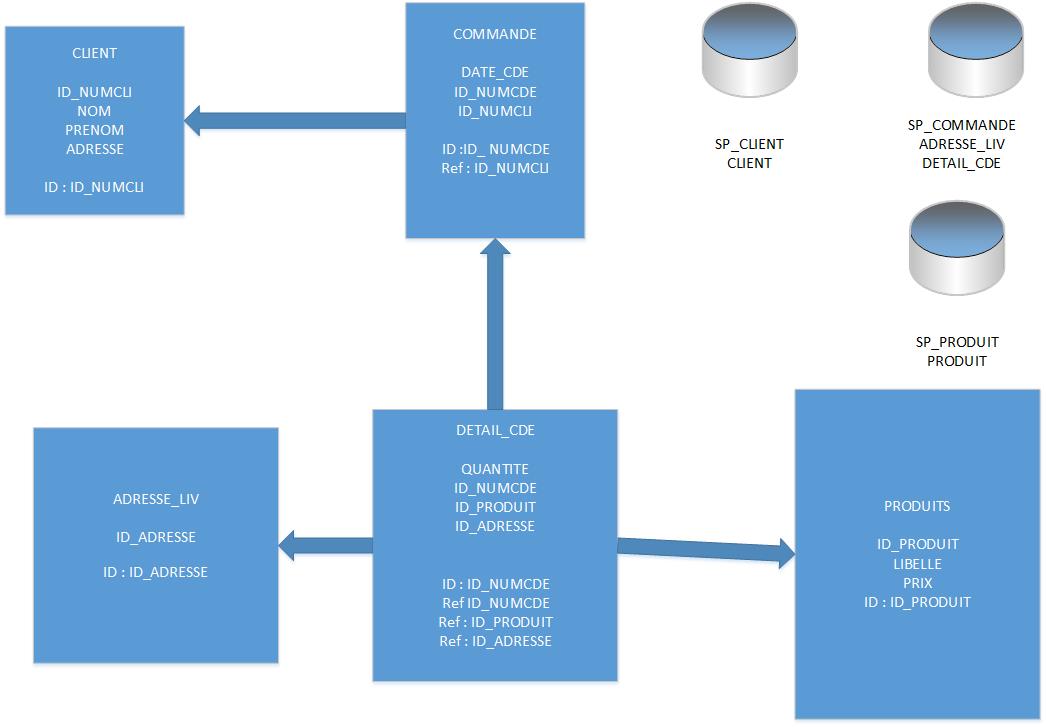 CLIENT
ID_NUMCLI
NOM
PRENOM
ADRESSE
ID : ID_NUMCLI
COMMANDE
DATE_CDE
ID_NUMCDE
ID_NUMCLI
ID :ID_ NUMCDE
Ref : ID_NUMCLI
SP_CLIENT
CLIENT
SP_COMMANDE
ADRESSE_LIV
DETAIL_CDE
SP_PRODUIT
PRODUIT
ADRESSE_LIV
ID_ADRESSE
ID : ID_ADRESSE
DETAIL_CDE
QUANTITE
ID_NUMCDE
ID_PRODUIT
ID_ADRESSE
ID : ID_NUMCDE
Ref ID_NUMCDE
Ref : ID_PRODUIT
Ref : ID_ADRESSE
PRODUITS
ID_PRODUIT
LIBELLE
PRIX
ID : ID_PRODUIT